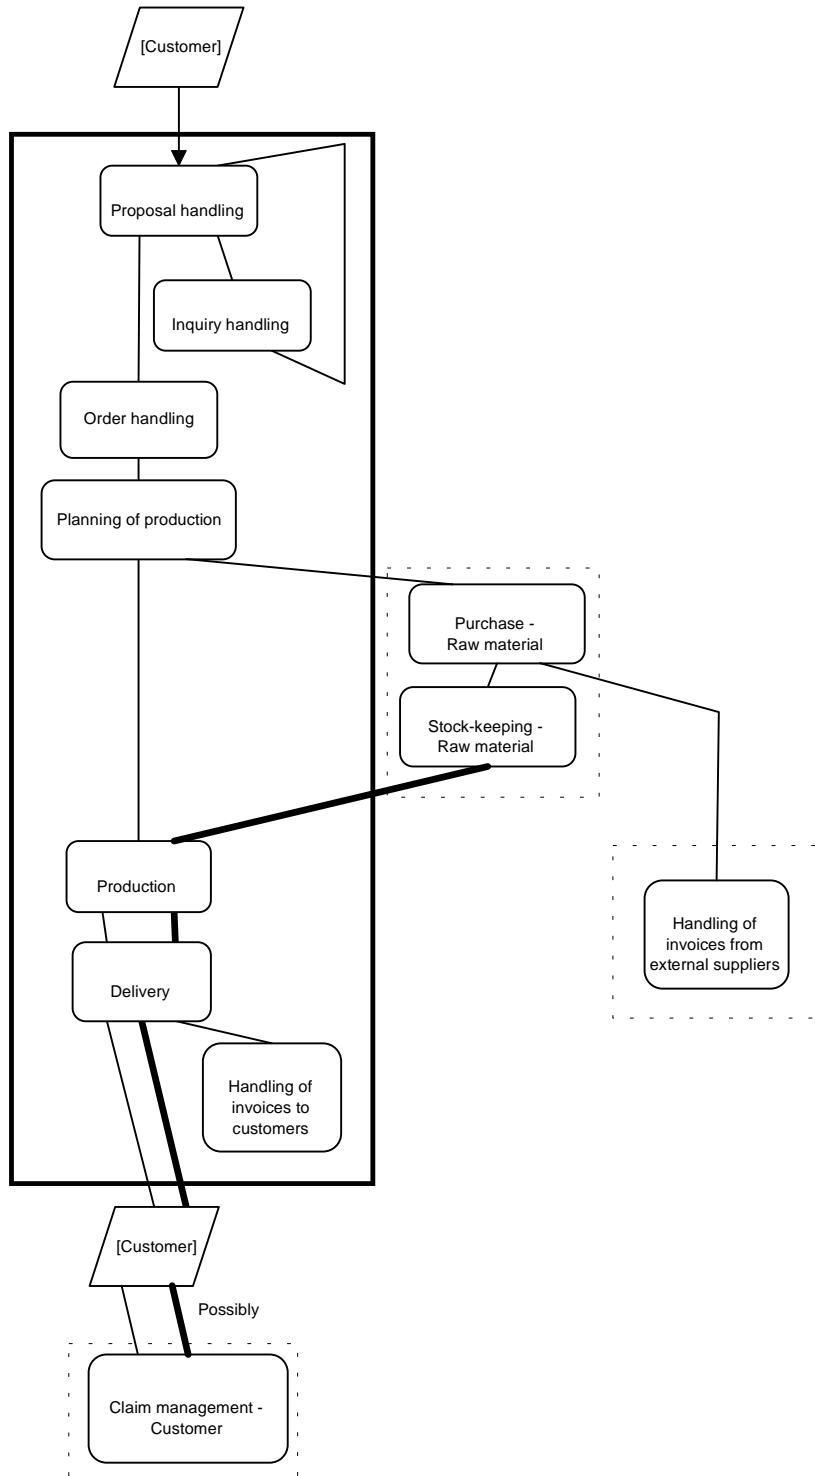 [Customer]
Proposal handling
Inquiry handling
Order handling
Planning of production
Purchase -
Raw material
Stock-keeping -
Raw material
Production
Handling of
invoices from
external suppliers
Delivery
Handling of
invoices to
customers
[Customer]
Possibly
Claim management -
Customer